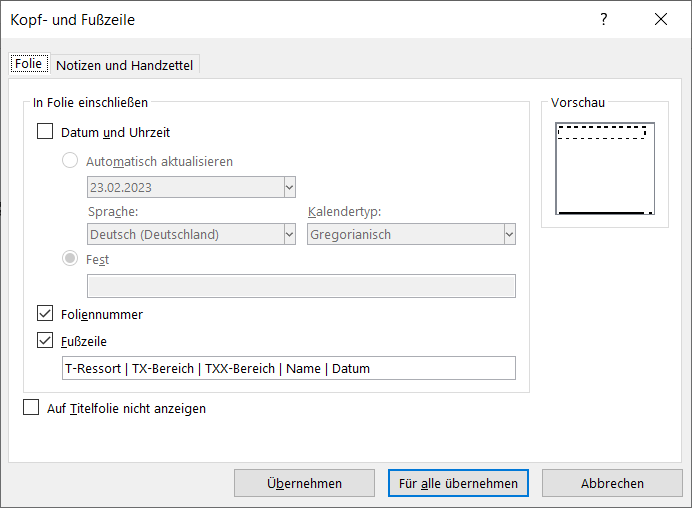 Kopf- und Fußzeile
?
Folie
Notizen und Handzettel
In Folie einschließen
Vorschau
Datum und Uhrzeit
Automatisch aktualisieren
23.02.2023
Sprache:
Kalendertyp:
Deutsch (Deutschland)
Gregorianisch
Fest
Foliennummer
Fußzeile
T-Ressort | TX-Bereich | TXX-Bereich | Name | Datum
Auf Titelfolie nicht anzeigen
Übernehmen
Für alle übernehmen
Abbrechen